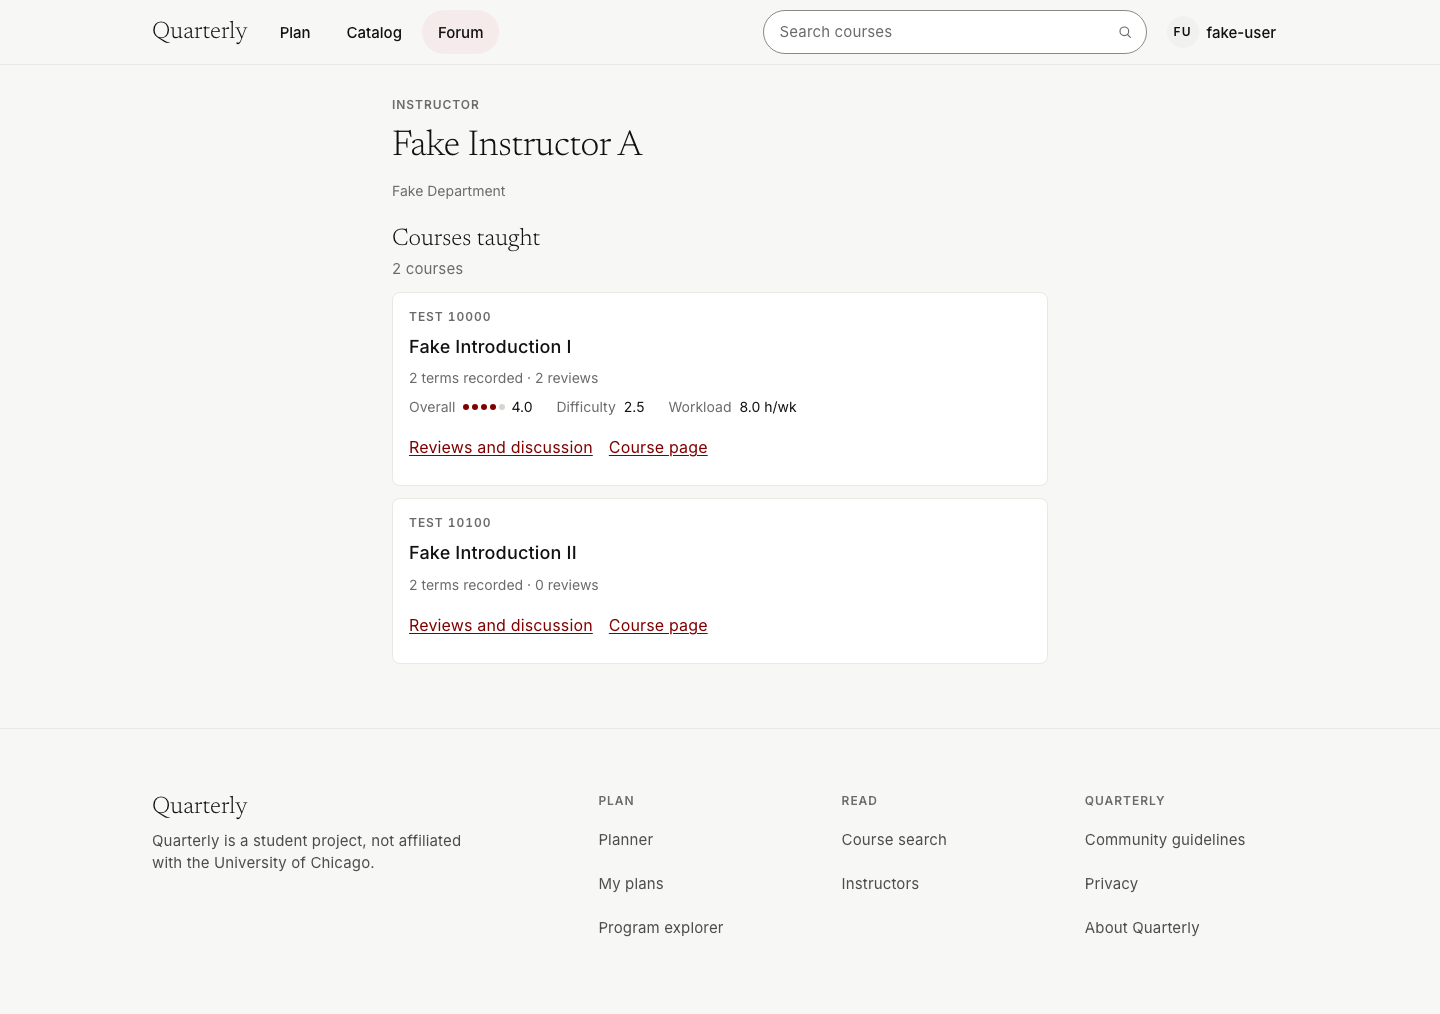 Quarterly
Plan
Catalog
Forum
Search courses
FU
fake-user
INSTRUCTOR
Fake Instructor A
Fake Department
Courses taught
2 courses
TEST 10000
Fake Introduction I
2 terms recorded · 2 reviews
Overall 4.0 Difficulty 2.5 Workload 8.0 h/wk
Reviews and discussion Course page
TEST 10100
Fake Introduction II
2 terms recorded · 0 reviews
Reviews and discussion Course page
Quarterly
Quarterly is a student project, not affiliated
with the University of Chicago.
PLAN
Planner
My plans
Program explorer
READ
Course search
Instructors
QUARTERLY
Community guidelines
Privacy
About Quarterly